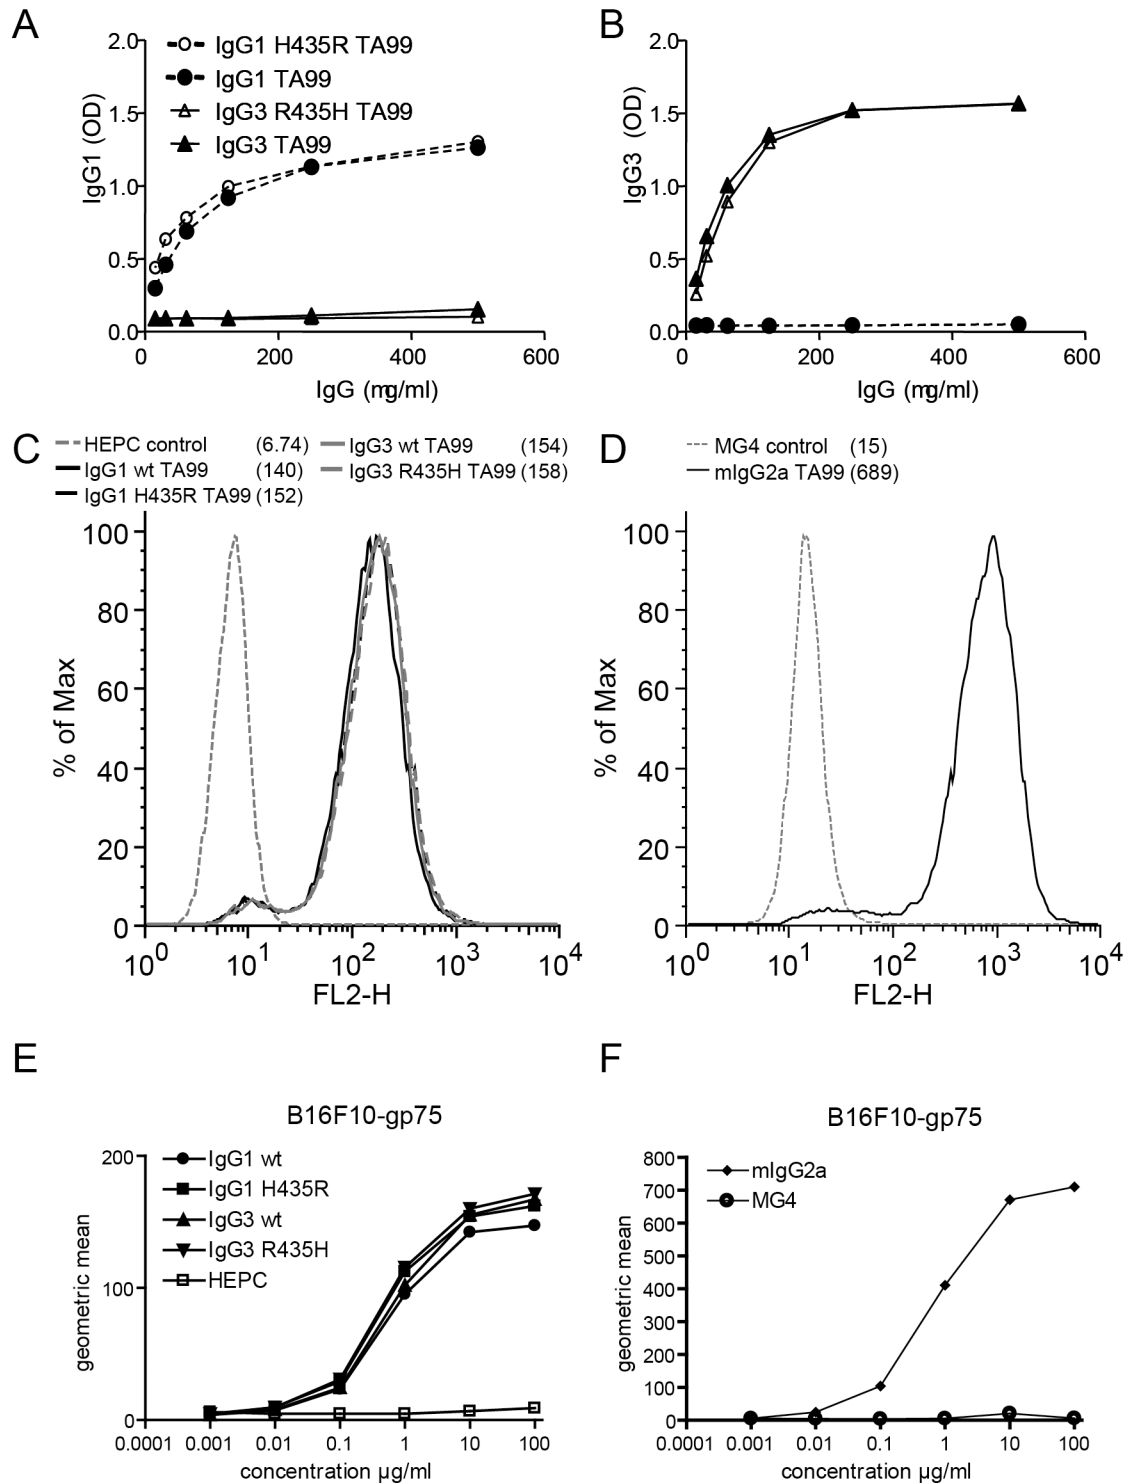 A
2.0
1.5
1.0
0.5
0.0
IgG1 (OD)
IgG1 H435R TA99
IgG1 TA99
IgG3 R435H TA99
IgG3 TA99
0 200 400 600
IgG (mg/ml)
B
2.0
1.5
1.0
0.5
0.0
IgG3 (OD)
0 200 400 600
IgG (mg/ml)
C
HEPC control (6.74)
IgG1 wt TA99 (140)
IgG1 H435R TA99 (152)
IgG3 wt TA99 (154)
IgG3 R435H TA99 (158)
100
80
60
40
20
0
% of Max
10^0 10^1 10^2 10^3 10^4
FL2-H
D
MG4 control (15)
mIgG2a TA99 (689)
100
80
60
40
20
0
% of Max
10^0 10^1 10^2 10^3 10^4
FL2-H
E
B16F10-gp75
200
100
0
geometric mean
IgG1 wt
IgG1 H435R
IgG3 wt
IgG3 R435H
HEPC
0.0001 0.001 0.01 0.1 1 10 100
concentration µg/ml
F
B16F10-gp75
800
700
600
500
400
300
200
100
0
geometric mean
mIgG2a
MG4
0.0001 0.001 0.01 0.1 1 10 100
concentration µg/ml